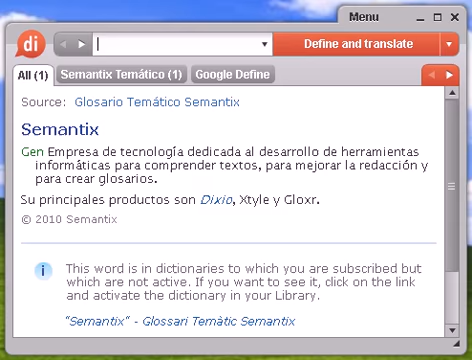 Menu
di
Define and translate
All (1) Semantix Temático (1) Google Define
Source: Glosario Temático Semantix
Semantix
Gen Empresa de tecnología dedicada al desarrollo de herramientas
informáticas para comprender textos, para mejorar la redacción y
para crear glosarios.
Su principales productos son Dixio, Xtyle y Gloxr.
© 2010 Semantix
i
This word is in dictionaries to which you are subscribed but
which are not active. If you want to see it, click on the link
and activate the dictionary in your Library.
"Semantix" - Glossari Temàtic Semantix